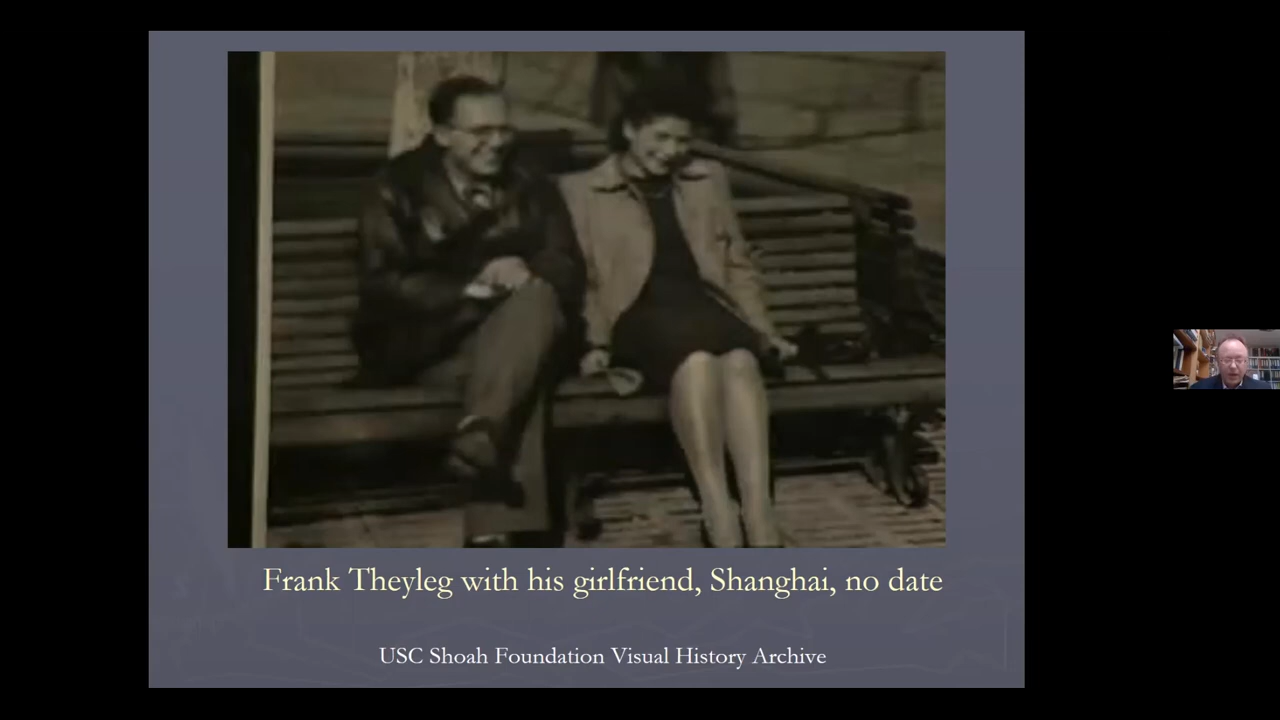 Frank Theyleg with his girlfriend, Shanghai, no date
USC Shoah Foundation Visual History Archive